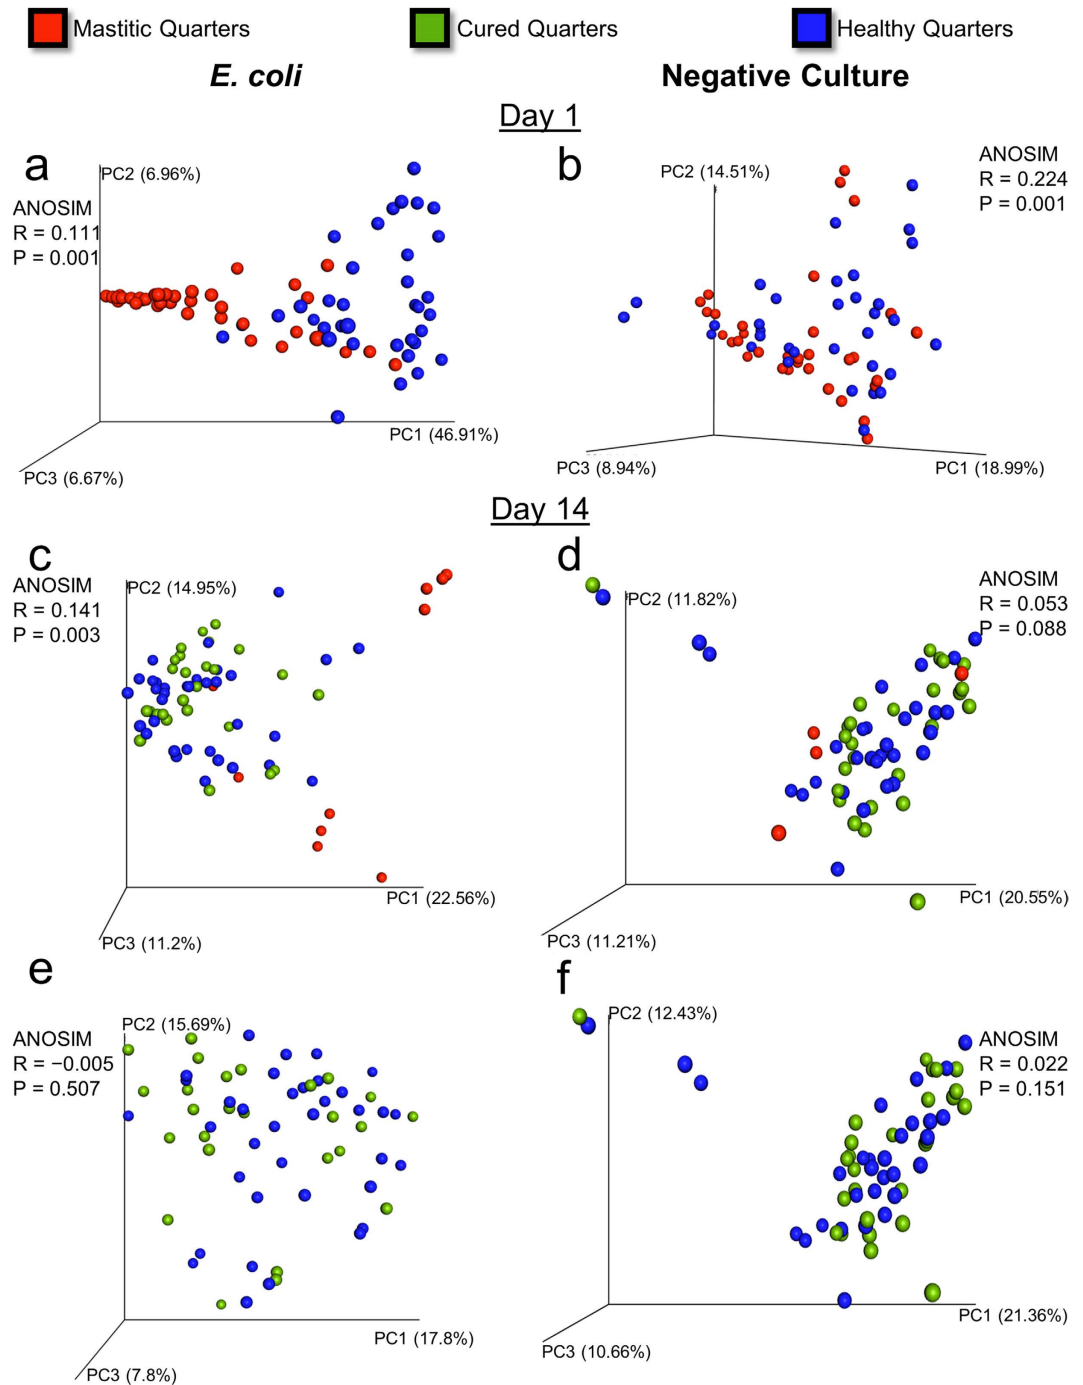 Mastitic Quarters
Cured Quarters
Healthy Quarters
E. coli
Negative Culture
Day 1
a
PC2 (6.96%)
ANOSIM
R = 0.111
P = 0.001
PC1 (46.91%)
PC3 (6.67%)
b
PC2 (14.51%)
ANOSIM
R = 0.224
P = 0.001
PC3 (8.94%)
PC1 (18.99%)
Day 14
c
ANOSIM
R = 0.141
P = 0.003
PC2 (14.95%)
PC1 (22.56%)
PC3 (11.2%)
d
PC2 (11.82%)
ANOSIM
R = 0.053
P = 0.088
PC1 (20.55%)
PC3 (11.21%)
e
PC2 (15.69%)
ANOSIM
R = −0.005
P = 0.507
PC1 (17.8%)
PC3 (7.8%)
f
PC2 (12.43%)
ANOSIM
R = 0.022
P = 0.151
PC1 (21.36%)
PC3 (10.66%)